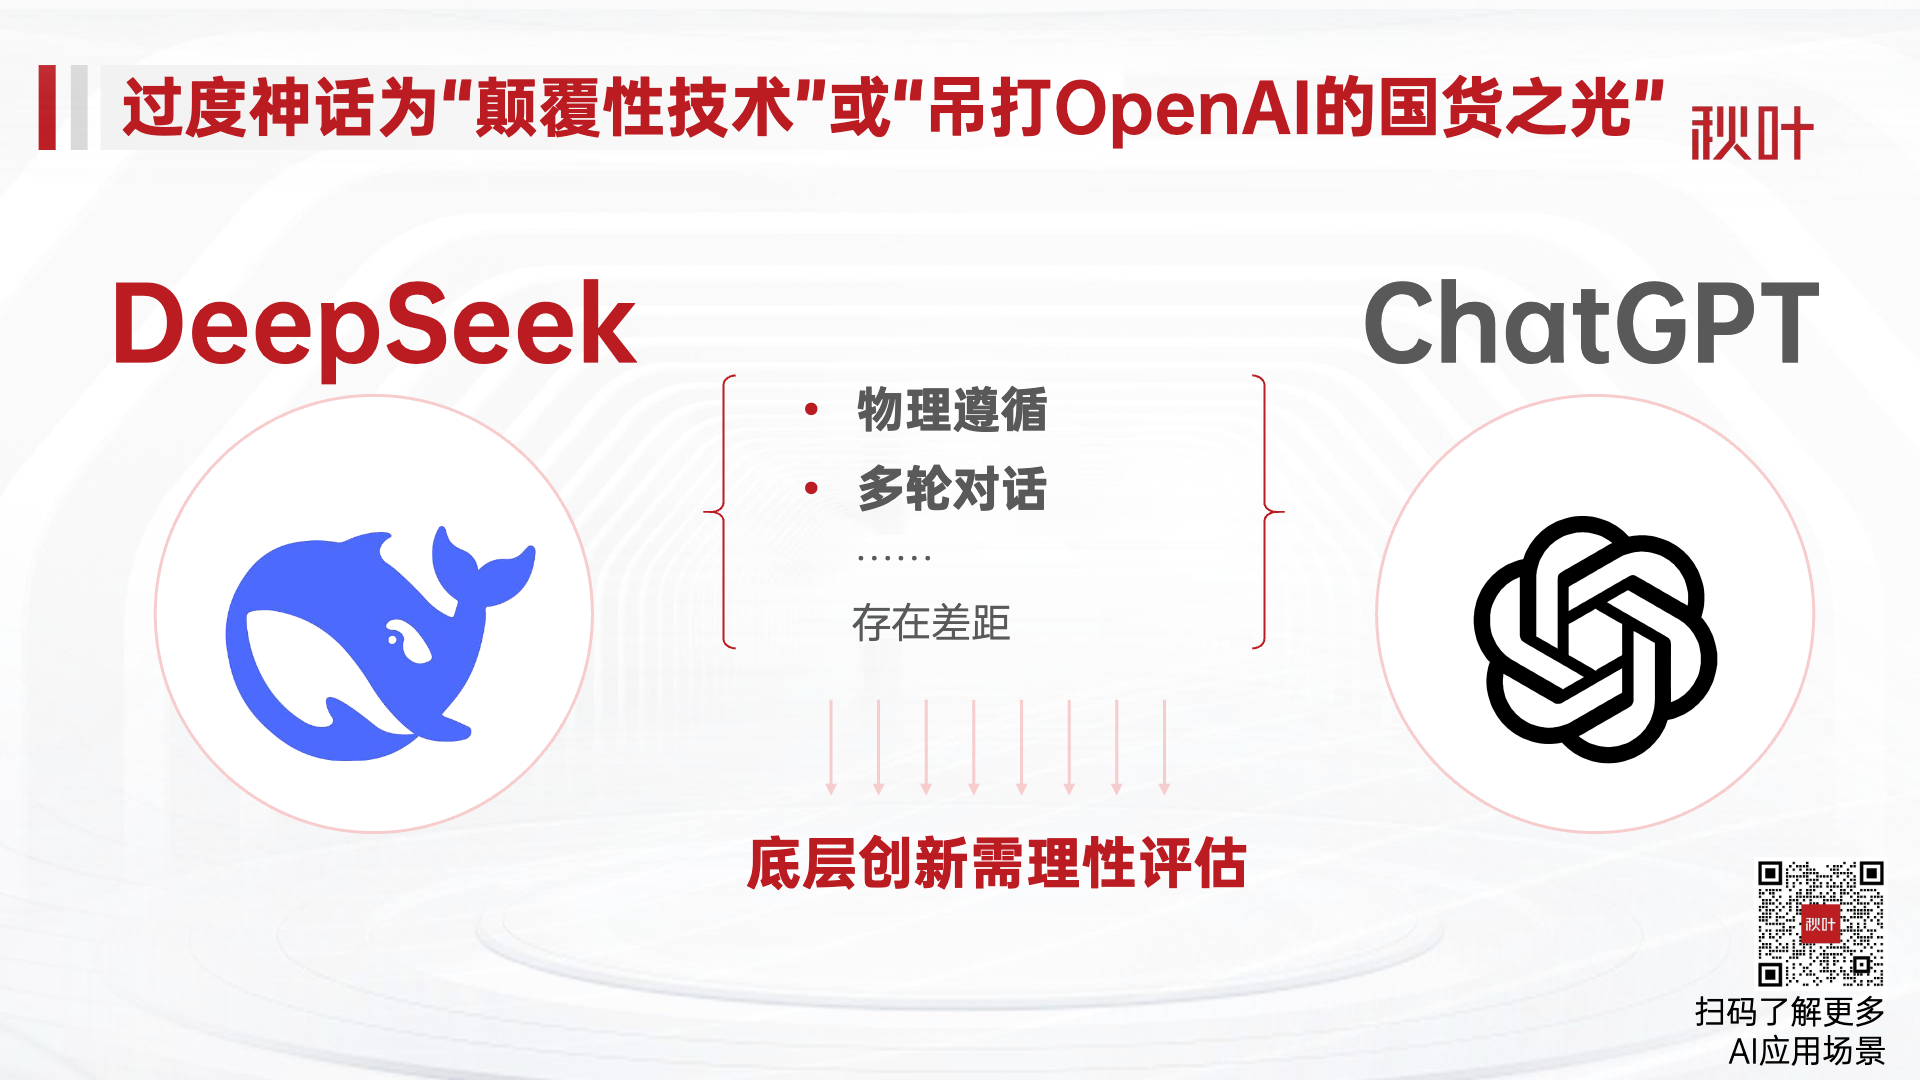 过度神话为“颠覆性技术”或“吊打OpenAI的国货之光”
秋叶
DeepSeek
ChatGPT
• 物理遵循
• 多轮对话
······
存在差距
底层创新需理性评估
秋叶
扫码了解更多
AI应用场景